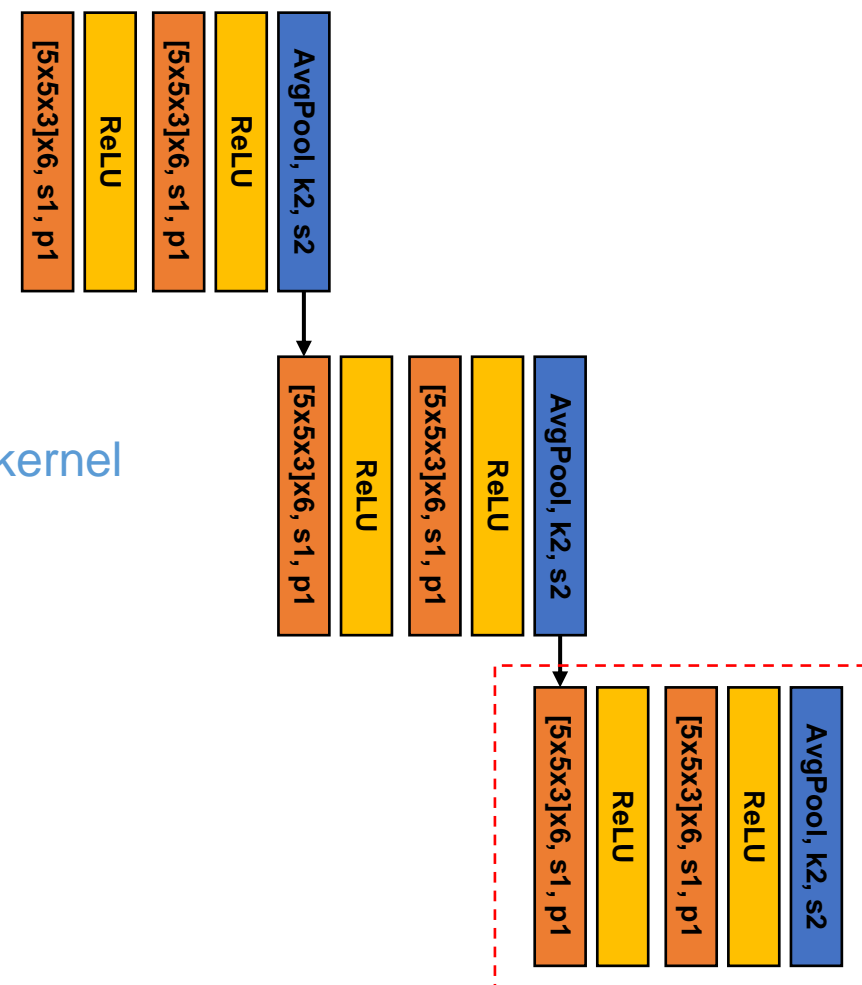 [5x5x3]x6, s1, p1
ReLU
[5x5x3]x6, s1, p1
ReLU
AvgPool, k2, s2
kernel
[5x5x3]x6, s1, p1
ReLU
[5x5x3]x6, s1, p1
ReLU
AvgPool, k2, s2
[5x5x3]x6, s1, p1
ReLU
[5x5x3]x6, s1, p1
ReLU
AvgPool, k2, s2